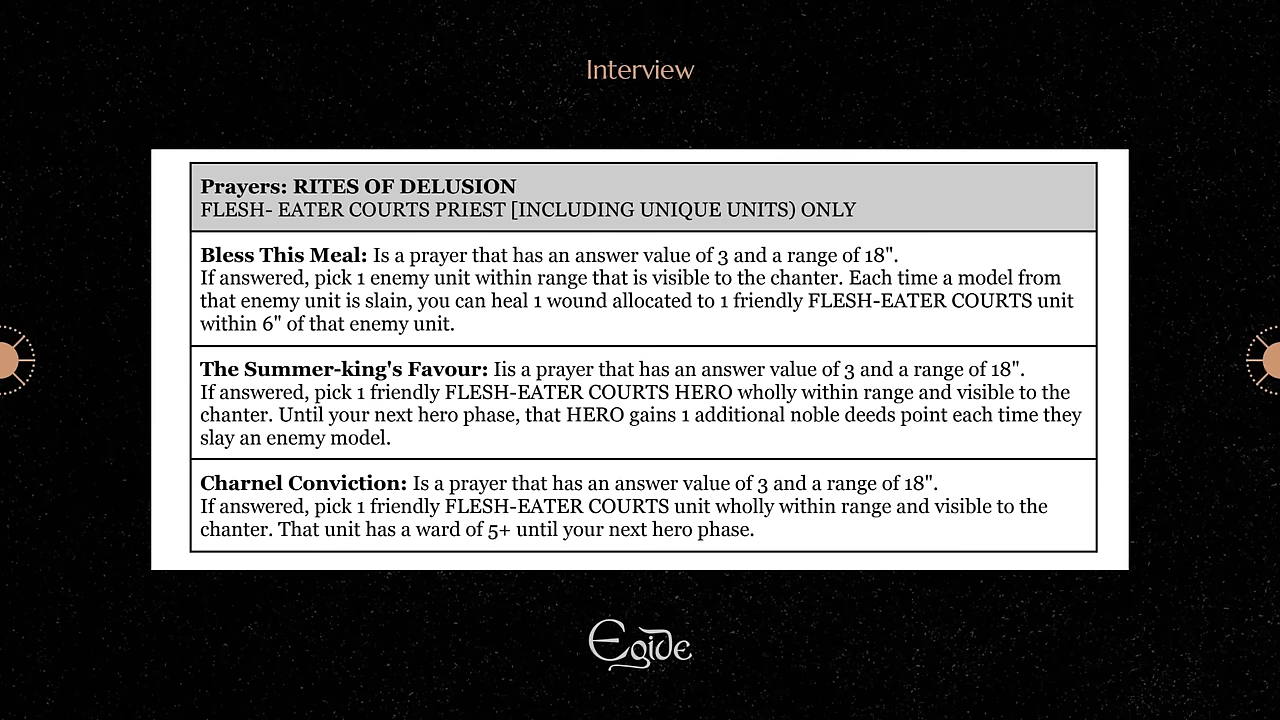 Interview
Prayers: RITES OF DELUSION
FLESH- EATER COURTS PRIEST [INCLUDING UNIQUE UNITS) ONLY
Bless This Meal: Is a prayer that has an answer value of 3 and a range of 18".
If answered, pick 1 enemy unit within range that is visible to the chanter. Each time a model from
that enemy unit is slain, you can heal 1 wound allocated to 1 friendly FLESH-EATER COURTS unit
within 6" of that enemy unit.
The Summer-king's Favour: Iis a prayer that has an answer value of 3 and a range of 18".
If answered, pick 1 friendly FLESH-EATER COURTS HERO wholly within range and visible to the
chanter. Until your next hero phase, that HERO gains 1 additional noble deeds point each time they
slay an enemy model.
Charnel Conviction: Is a prayer that has an answer value of 3 and a range of 18".
If answered, pick 1 friendly FLESH-EATER COURTS unit wholly within range and visible to the
chanter. That unit has a ward of 5+ until your next hero phase.
Egide